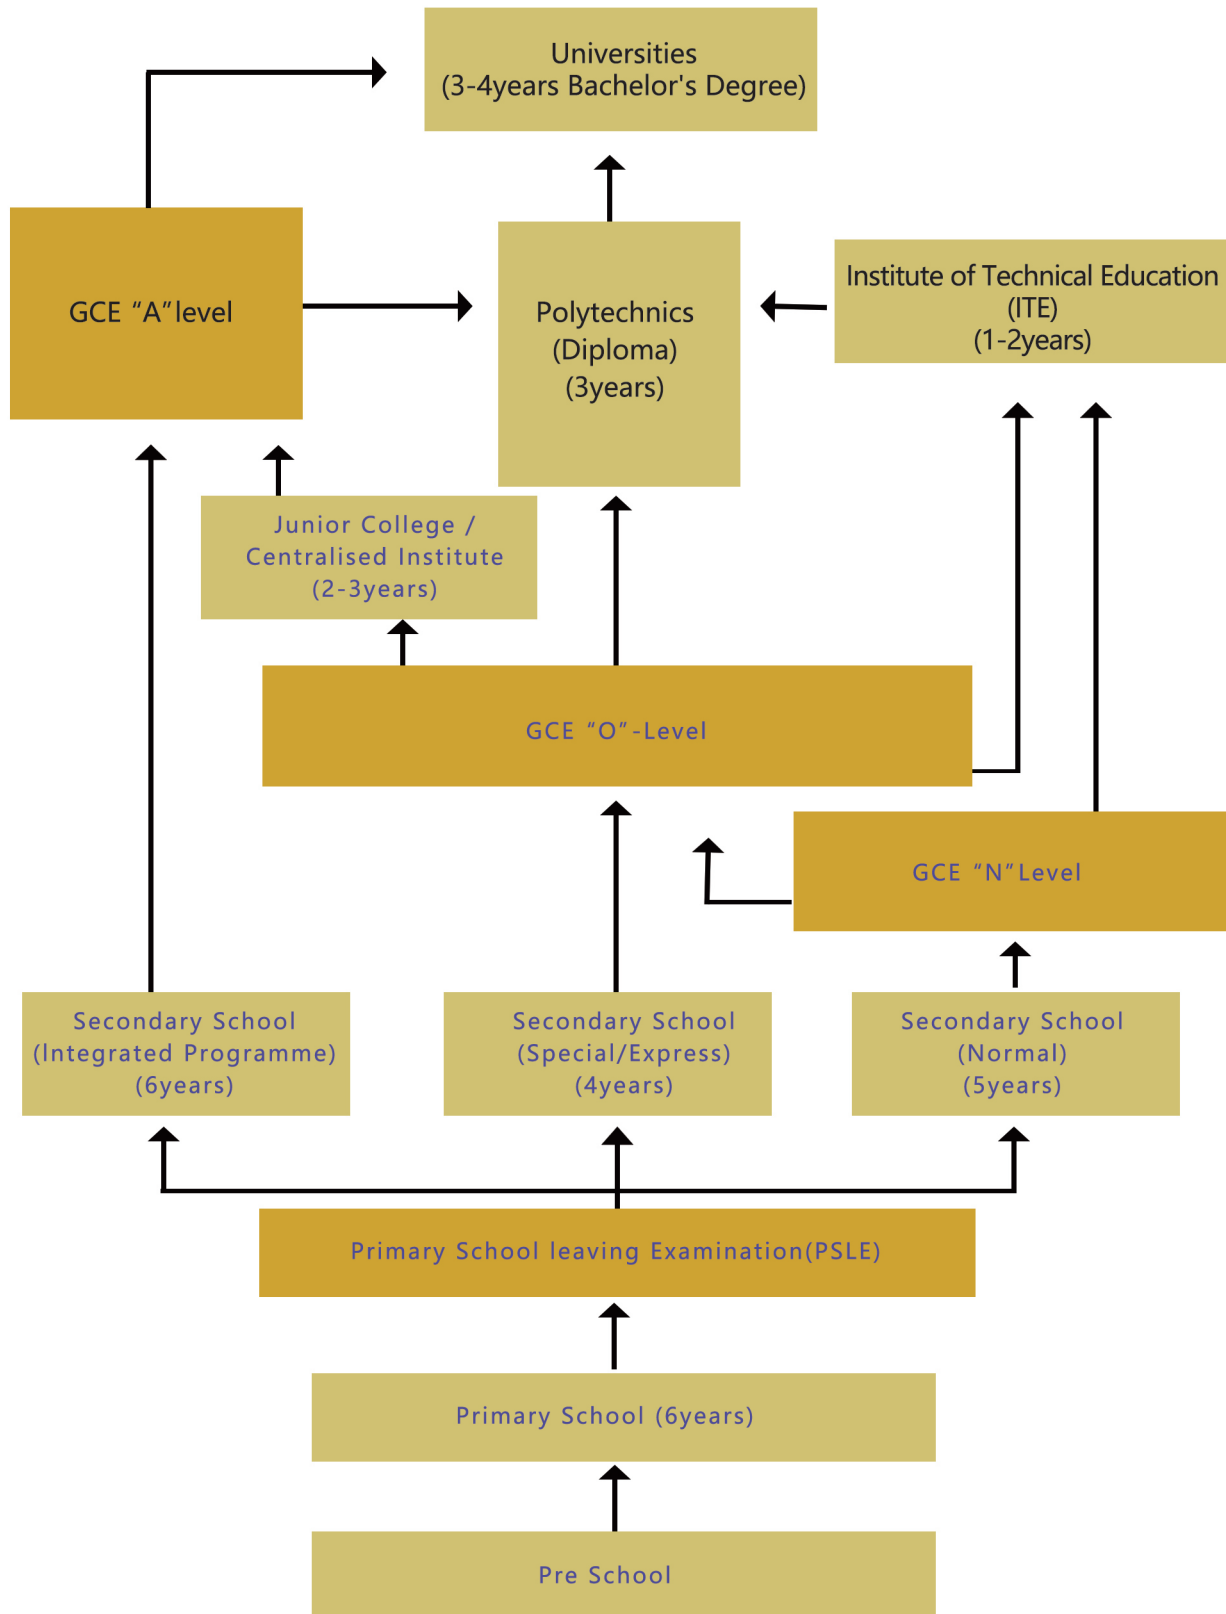 Universities
(3-4years Bachelor's Degree)
GCE “A”level
Polytechnics
(Diploma)
(3years)
Institute of Technical Education
(ITE)
(1-2years)
Junior College /
Centralised Institute
(2-3years)
GCE “O”-Level
GCE “N”Level
Secondary School
(Integrated Programme)
(6years)
Secondary School
(Special/Express)
(4years)
Secondary School
(Normal)
(5years)
Primary School leaving Examination(PSLE)
Primary School (6years)
Pre School